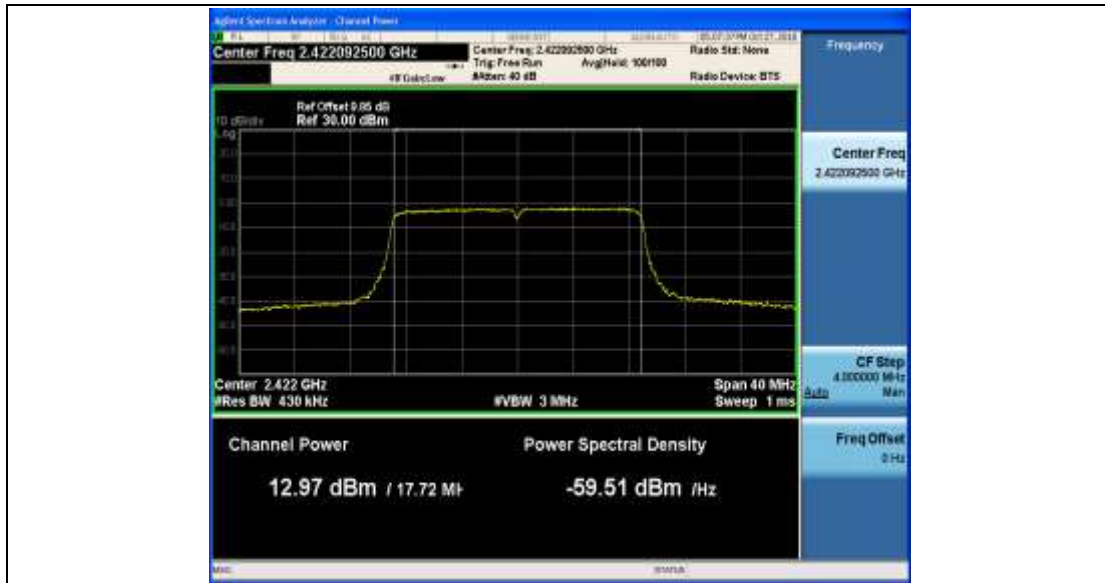 Agilent Spectrum Analyzer - Channel Power
Center Freq 2.422092500 GHz
Center Freq: 2.422092500 GHz
Radio Std: None
Trig: Free Run Avg|Hold: 100/100
#IFGain:Low #Atten: 40 dB
Radio Device: BTS
Frequency
Ref Offset 9.85 dB
10 dB/div Ref 30.00 dBm
Log
Center Freq
2.422092500 GHz
Center 2.422 GHz Span 40 MHz
#Res BW 430 kHz #VBW 3 MHz Sweep 1 ms
CF Step
4.000000 MHz
Auto Man
Channel Power Power Spectral Density
12.97 dBm / 17.72 MH
-59.51 dBm /Hz
Freq Offset
0 Hz
MSG STATUS